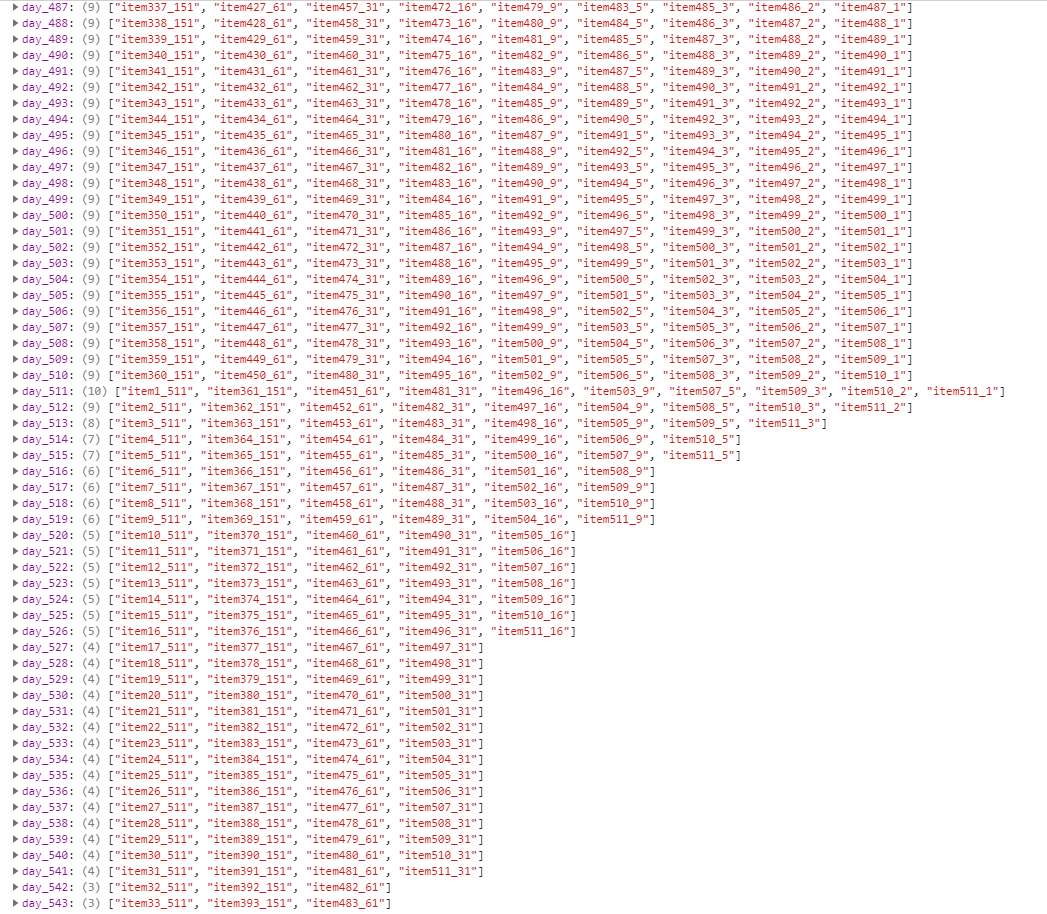 day_487: (9) ["item337_151", "item427_61", "item457_31", "item472_16", "item479_9", "item483_5", "item485_3", "item486_2", "item487_1"]
day_488: (9) ["item338_151", "item428_61", "item458_31", "item473_16", "item480_9", "item484_5", "item486_3", "item487_2", "item488_1"]
day_489: (9) ["item339_151", "item429_61", "item459_31", "item474_16", "item481_9", "item485_5", "item487_3", "item488_2", "item489_1"]
day_490: (9) ["item340_151", "item430_61", "item460_31", "item475_16", "item482_9", "item486_5", "item488_3", "item489_2", "item490_1"]
day_491: (9) ["item341_151", "item431_61", "item461_31", "item476_16", "item483_9", "item487_5", "item489_3", "item490_2", "item491_1"]
day_492: (9) ["item342_151", "item432_61", "item462_31", "item477_16", "item484_9", "item488_5", "item490_3", "item491_2", "item492_1"]
day_493: (9) ["item343_151", "item433_61", "item463_31", "item478_16", "item485_9", "item489_5", "item491_3", "item492_2", "item493_1"]
day_494: (9) ["item344_151", "item434_61", "item464_31", "item479_16", "item486_9", "item490_5", "item492_3", "item493_2", "item494_1"]
day_495: (9) ["item345_151", "item435_61", "item465_31", "item480_16", "item487_9", "item491_5", "item493_3", "item494_2", "item495_1"]
day_496: (9) ["item346_151", "item436_61", "item466_31", "item481_16", "item488_9", "item492_5", "item494_3", "item495_2", "item496_1"]
day_497: (9) ["item347_151", "item437_61", "item467_31", "item482_16", "item489_9", "item493_5", "item495_3", "item496_2", "item497_1"]
day_498: (9) ["item348_151", "item438_61", "item468_31", "item483_16", "item490_9", "item494_5", "item496_3", "item497_2", "item498_1"]
day_499: (9) ["item349_151", "item439_61", "item469_31", "item484_16", "item491_9", "item495_5", "item497_3", "item498_2", "item499_1"]
day_500: (9) ["item350_151", "item440_61", "item470_31", "item485_16", "item492_9", "item496_5", "item498_3", "item499_2", "item500_1"]
day_501: (9) ["item351_151", "item441_61", "item471_31", "item486_16", "item493_9", "item497_5", "item499_3", "item500_2", "item501_1"]
day_502: (9) ["item352_151", "item442_61", "item472_31", "item487_16", "item494_9", "item498_5", "item500_3", "item501_2", "item502_1"]
day_503: (9) ["item353_151", "item443_61", "item473_31", "item488_16", "item495_9", "item499_5", "item501_3", "item502_2", "item503_1"]
day_504: (9) ["item354_151", "item444_61", "item474_31", "item489_16", "item496_9", "item500_5", "item502_3", "item503_2", "item504_1"]
day_505: (9) ["item355_151", "item445_61", "item475_31", "item490_16", "item497_9", "item501_5", "item503_3", "item504_2", "item505_1"]
day_506: (9) ["item356_151", "item446_61", "item476_31", "item491_16", "item498_9", "item502_5", "item504_3", "item505_2", "item506_1"]
day_507: (9) ["item357_151", "item447_61", "item477_31", "item492_16", "item499_9", "item503_5", "item505_3", "item506_2", "item507_1"]
day_508: (9) ["item358_151", "item448_61", "item478_31", "item493_16", "item500_9", "item504_5", "item506_3", "item507_2", "item508_1"]
day_509: (9) ["item359_151", "item449_61", "item479_31", "item494_16", "item501_9", "item505_5", "item507_3", "item508_2", "item509_1"]
day_510: (9) ["item360_151", "item450_61", "item480_31", "item495_16", "item502_9", "item506_5", "item508_3", "item509_2", "item510_1"]
day_511: (10) ["item1_511", "item361_151", "item451_61", "item481_31", "item496_16", "item503_9", "item507_5", "item509_3", "item510_2", "item511_1"]
day_512: (9) ["item2_511", "item362_151", "item452_61", "item482_31", "item497_16", "item504_9", "item508_5", "item510_3", "item511_2"]
day_513: (8) ["item3_511", "item363_151", "item453_61", "item483_31", "item498_16", "item505_9", "item509_5", "item511_3"]
day_514: (7) ["item4_511", "item364_151", "item454_61", "item484_31", "item499_16", "item506_9", "item510_5"]
day_515: (7) ["item5_511", "item365_151", "item455_61", "item485_31", "item500_16", "item507_9", "item511_5"]
day_516: (6) ["item6_511", "item366_151", "item456_61", "item486_31", "item501_16", "item508_9"]
day_517: (6) ["item7_511", "item367_151", "item457_61", "item487_31", "item502_16", "item509_9"]
day_518: (6) ["item8_511", "item368_151", "item458_61", "item488_31", "item503_16", "item510_9"]
day_519: (6) ["item9_511", "item369_151", "item459_61", "item489_31", "item504_16", "item511_9"]
day_520: (5) ["item10_511", "item370_151", "item460_61", "item490_31", "item505_16"]
day_521: (5) ["item11_511", "item371_151", "item461_61", "item491_31", "item506_16"]
day_522: (5) ["item12_511", "item372_151", "item462_61", "item492_31", "item507_16"]
day_523: (5) ["item13_511", "item373_151", "item463_61", "item493_31", "item508_16"]
day_524: (5) ["item14_511", "item374_151", "item464_61", "item494_31", "item509_16"]
day_525: (5) ["item15_511", "item375_151", "item465_61", "item495_31", "item510_16"]
day_526: (5) ["item16_511", "item376_151", "item466_61", "item496_31", "item511_16"]
day_527: (4) ["item17_511", "item377_151", "item467_61", "item497_31"]
day_528: (4) ["item18_511", "item378_151", "item468_61", "item498_31"]
day_529: (4) ["item19_511", "item379_151", "item469_61", "item499_31"]
day_530: (4) ["item20_511", "item380_151", "item470_61", "item500_31"]
day_531: (4) ["item21_511", "item381_151", "item471_61", "item501_31"]
day_532: (4) ["item22_511", "item382_151", "item472_61", "item502_31"]
day_533: (4) ["item23_511", "item383_151", "item473_61", "item503_31"]
day_534: (4) ["item24_511", "item384_151", "item474_61", "item504_31"]
day_535: (4) ["item25_511", "item385_151", "item475_61", "item505_31"]
day_536: (4) ["item26_511", "item386_151", "item476_61", "item506_31"]
day_537: (4) ["item27_511", "item387_151", "item477_61", "item507_31"]
day_538: (4) ["item28_511", "item388_151", "item478_61", "item508_31"]
day_539: (4) ["item29_511", "item389_151", "item479_61", "item509_31"]
day_540: (4) ["item30_511", "item390_151", "item480_61", "item510_31"]
day_541: (4) ["item31_511", "item391_151", "item481_61", "item511_31"]
day_542: (3) ["item32_511", "item392_151", "item482_61"]
day_543: (3) ["item33_511", "item393_151", "item483_61"]